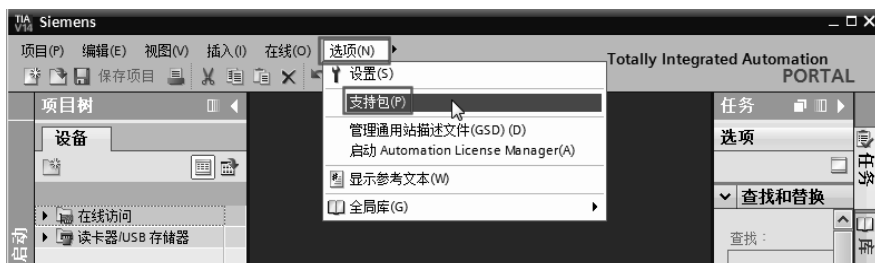 TIA V14 Siemens
项目(P) 编辑(E) 视图(V) 插入(I) 在线(O) 选项(N)
Totally Integrated Automation
PORTAL
保存项目
设置(S)
支持包(P)
管理通用站描述文件(GSD) (D)
启动 Automation License Manager(A)
显示参考文本(W)
全局库(G)
项目树
设备
在线访问
读卡器/USB 存储器
启动
任务
选项
查找和替换
查找：
任务
库